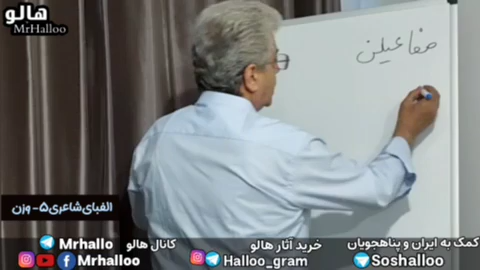 هالو
MrHalloo
مفاعیلن
الفبای شاعری ۵- وزن
Mrhallo کانال هالو خرید آثار هالو کمک به ایران و پناهجویان
Mrhalloo Halloo_gram Soshalloo